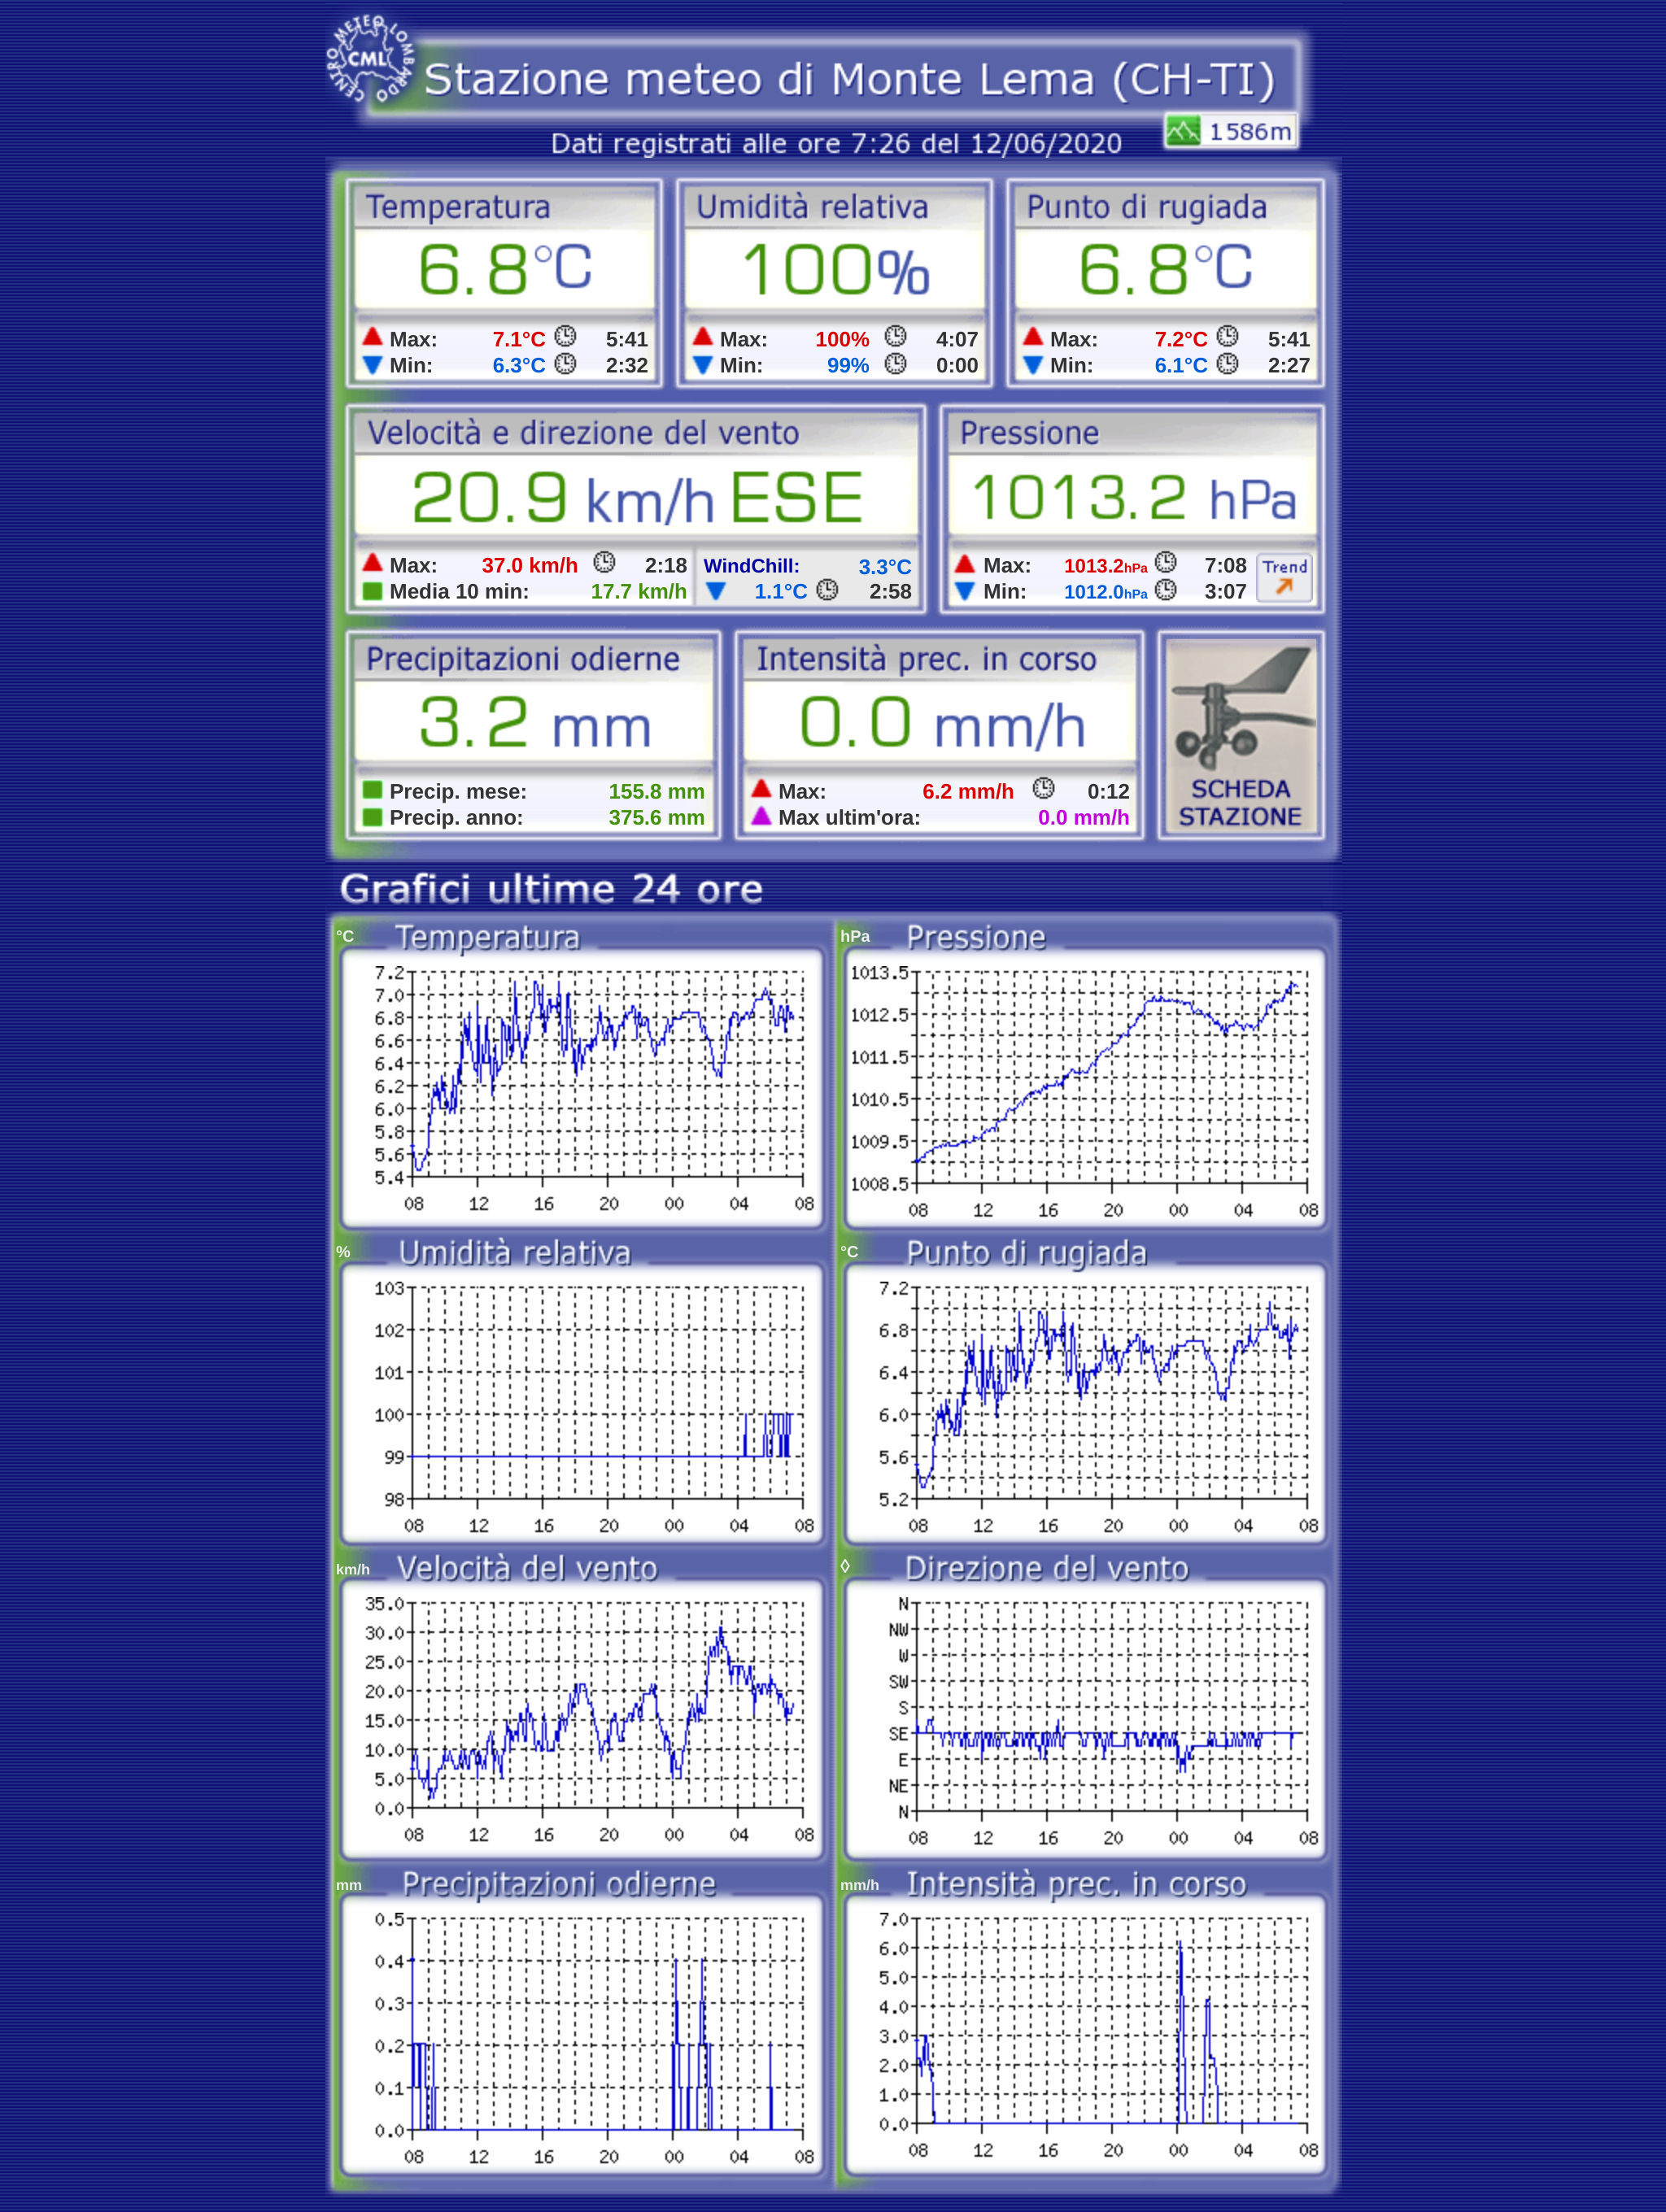 CENTRO METEO LOMBARDO
CML
Stazione meteo di Monte Lema (CH-TI)
1586m
Dati registrati alle ore 7:26 del 12/06/2020
Temperatura
6.8°C
Max: 7.1°C 5:41
Min: 6.3°C 2:32
Umidità relativa
100%
Max: 100% 4:07
Min: 99% 0:00
Punto di rugiada
6.8°C
Max: 7.2°C 5:41
Min: 6.1°C 2:27
Velocità e direzione del vento
20.9 km/h ESE
Max: 37.0 km/h 2:18
Media 10 min: 17.7 km/h
WindChill: 3.3°C
1.1°C 2:58
Pressione
1013.2 hPa
Max: 1013.2hPa 7:08
Min: 1012.0hPa 3:07
Trend
Precipitazioni odierne
3.2 mm
Precip. mese: 155.8 mm
Precip. anno: 375.6 mm
Intensità prec. in corso
0.0 mm/h
Max: 6.2 mm/h 0:12
Max ultim'ora: 0.0 mm/h
SCHEDA
STAZIONE
Grafici ultime 24 ore
°C Temperatura
7.2
7.0
6.8
6.6
6.4
6.2
6.0
5.8
5.6
5.4
08 12 16 20 00 04 08
hPa Pressione
1013.5
1012.5
1011.5
1010.5
1009.5
1008.5
08 12 16 20 00 04 08
% Umidità relativa
103
102
101
100
99
98
08 12 16 20 00 04 08
°C Punto di rugiada
7.2
6.8
6.4
6.0
5.6
5.2
08 12 16 20 00 04 08
km/h Velocità del vento
35.0
30.0
25.0
20.0
15.0
10.0
5.0
0.0
08 12 16 20 00 04 08
◊ Direzione del vento
N
NW
W
SW
S
SE
E
NE
N
08 12 16 20 00 04 08
mm Precipitazioni odierne
0.5
0.4
0.3
0.2
0.1
0.0
08 12 16 20 00 04 08
mm/h Intensità prec. in corso
7.0
6.0
5.0
4.0
3.0
2.0
1.0
0.0
08 12 16 20 00 04 08